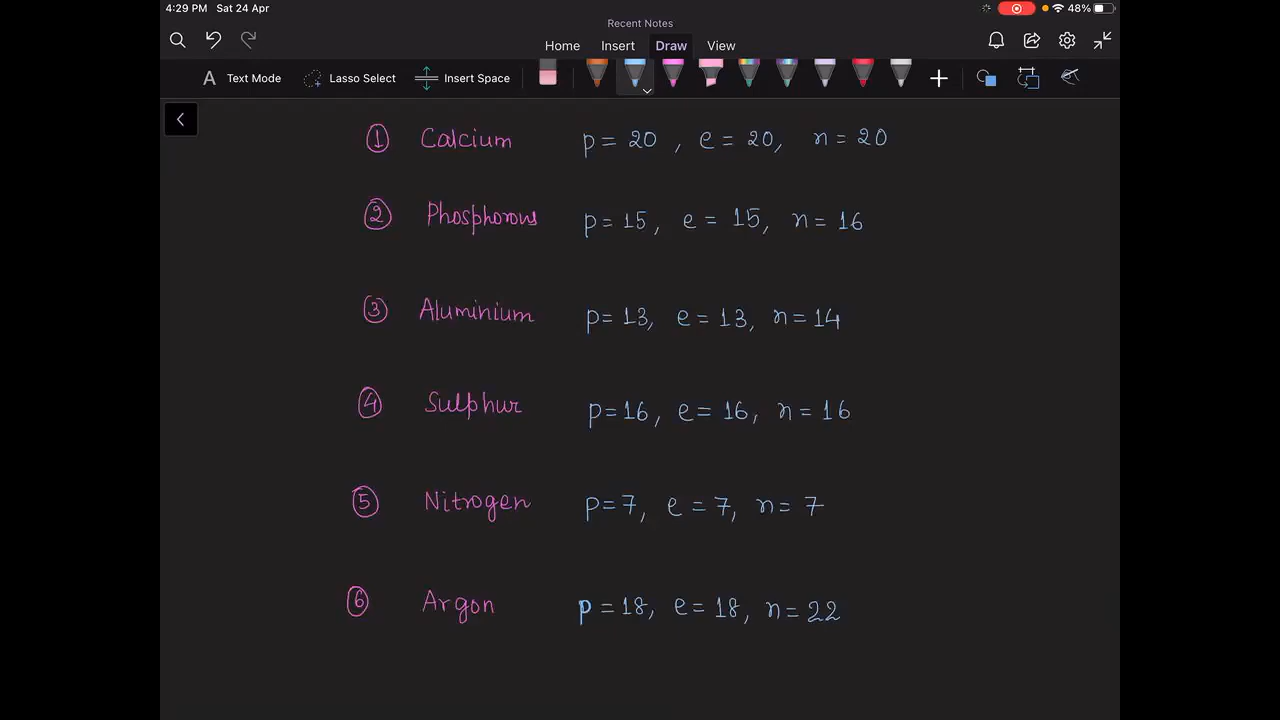 4:29 PM Sat 24 Apr
48%
Recent Notes
Home Insert Draw View
A Text Mode Lasso Select Insert Space
① Calcium p = 20 , e = 20, n = 20
② Phosphorous p = 15, e = 15, n = 16
③ Aluminium p = 13, e = 13, n = 14
④ Sulphur p = 16, e = 16, n = 16
⑤ Nitrogen p = 7, e = 7, n = 7
⑥ Argon p = 18, e = 18, n = 22